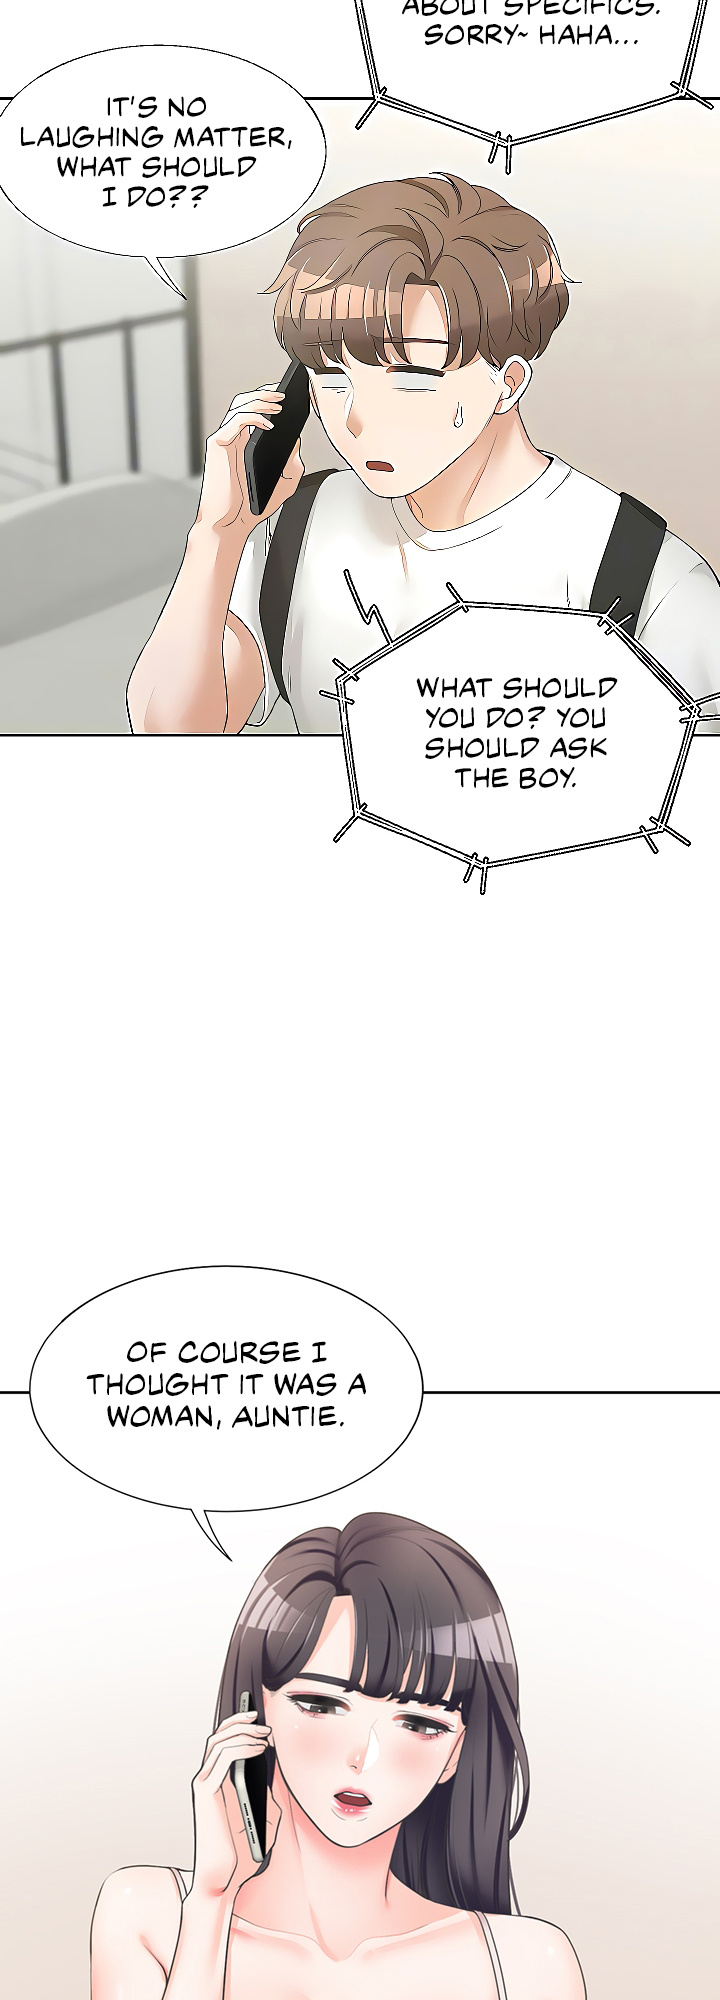 ABOUT SPECIFICS.
SORRY~ HAHA...
IT'S NO
LAUGHING MATTER,
WHAT SHOULD
I DO??
WHAT SHOULD
YOU DO? YOU
SHOULD ASK
THE BOY.
OF COURSE I
THOUGHT IT WAS A
WOMAN, AUNTIE.